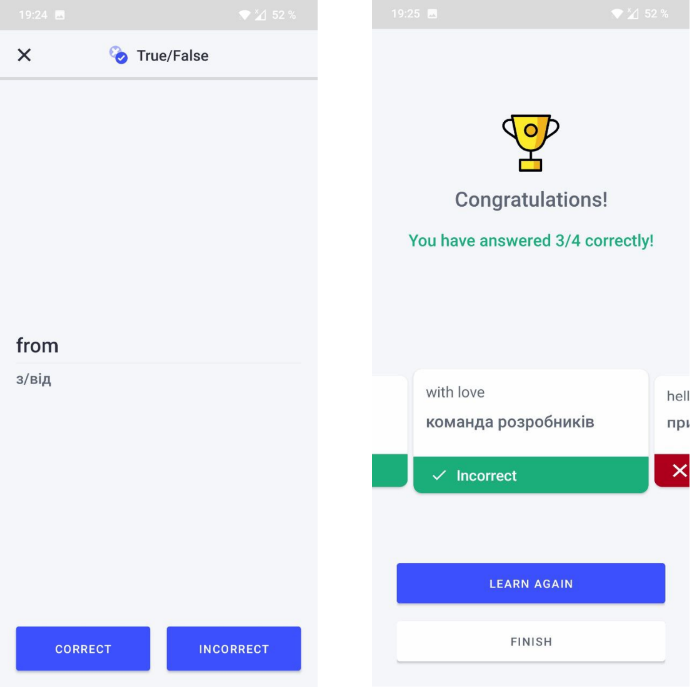 19:24
52 %
True/False
from
з/від
CORRECT
INCORRECT
19:25
52 %
Congratulations!
You have answered 3/4 correctly!
with love
команда розробників
Incorrect
hell
при
LEARN AGAIN
FINISH